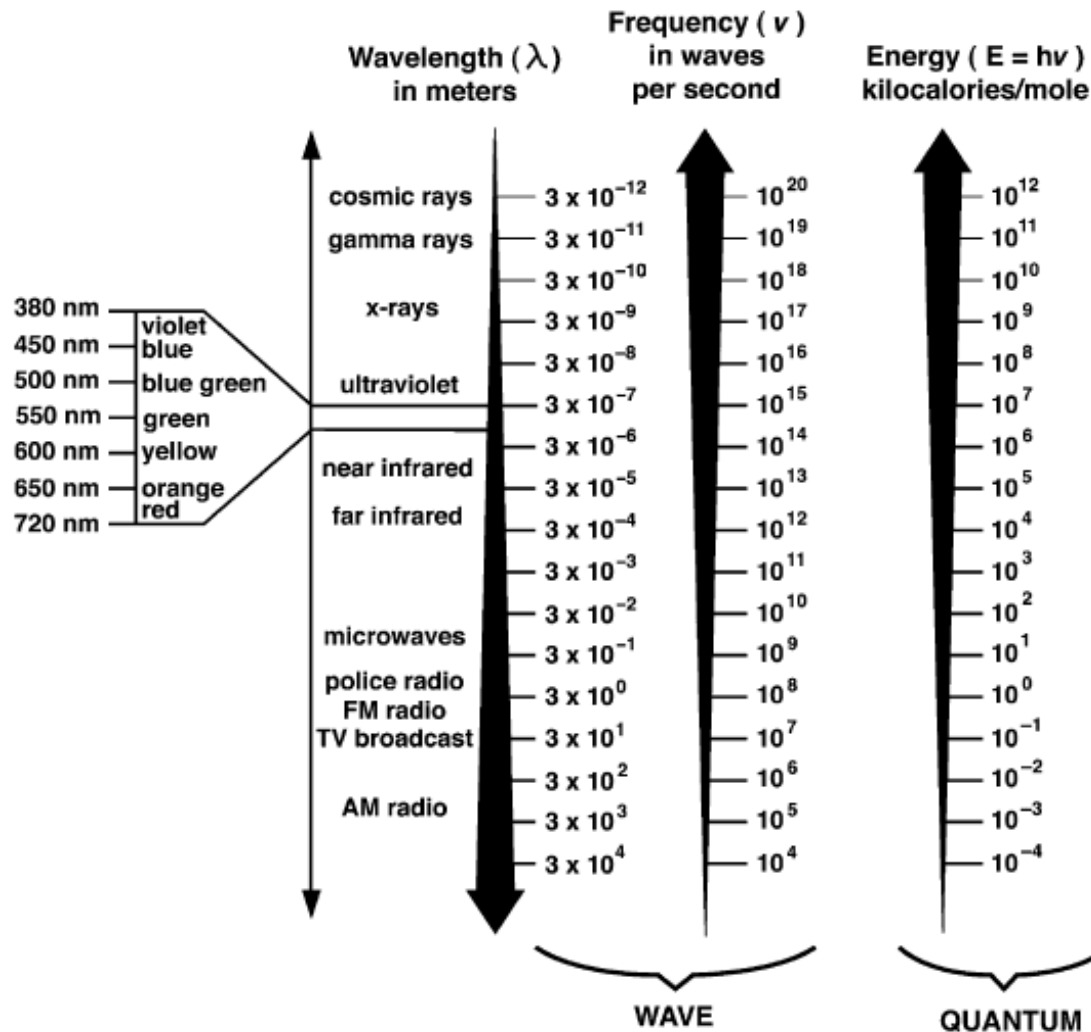 Wavelength ( λ )
in meters
Frequency ( ν )
in waves
per second
Energy ( E = hν )
kilocalories/mole
380 nm
450 nm
500 nm
550 nm
600 nm
650 nm
720 nm
violet
blue
blue green
green
yellow
orange
red
cosmic rays
gamma rays
x-rays
ultraviolet
near infrared
far infrared
microwaves
police radio
FM radio
TV broadcast
AM radio
3 x 10⁻¹²
3 x 10⁻¹¹
3 x 10⁻¹⁰
3 x 10⁻⁹
3 x 10⁻⁸
3 x 10⁻⁷
3 x 10⁻⁶
3 x 10⁻⁵
3 x 10⁻⁴
3 x 10⁻³
3 x 10⁻²
3 x 10⁻¹
3 x 10⁰
3 x 10¹
3 x 10²
3 x 10³
3 x 10⁴
10²⁰
10¹⁹
10¹⁸
10¹⁷
10¹⁶
10¹⁵
10¹⁴
10¹³
10¹²
10¹¹
10¹⁰
10⁹
10⁸
10⁷
10⁶
10⁵
10⁴
10¹²
10¹¹
10¹⁰
10⁹
10⁸
10⁷
10⁶
10⁵
10⁴
10³
10²
10¹
10⁰
10⁻¹
10⁻²
10⁻³
10⁻⁴
WAVE
QUANTUM